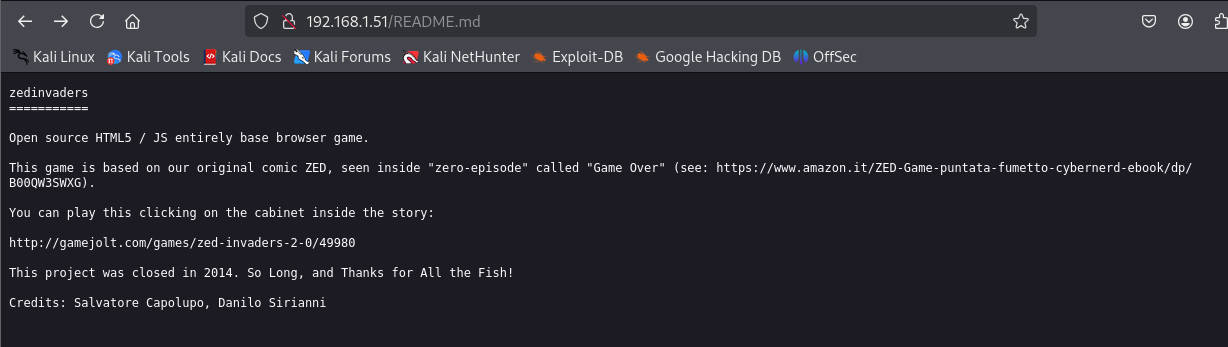 192.168.1.51/README.md
Kali Linux Kali Tools Kali Docs Kali Forums Kali NetHunter Exploit-DB Google Hacking DB OffSec
zedinvaders
===========
Open source HTML5 / JS entirely base browser game.
This game is based on our original comic ZED, seen inside "zero-episode" called "Game Over" (see: https://www.amazon.it/ZED-Game-puntata-fumetto-cybernerd-ebook/dp/
B00QW3SWXG).
You can play this clicking on the cabinet inside the story:
http://gamejolt.com/games/zed-invaders-2-0/49980
This project was closed in 2014. So Long, and Thanks for All the Fish!
Credits: Salvatore Capolupo, Danilo Sirianni